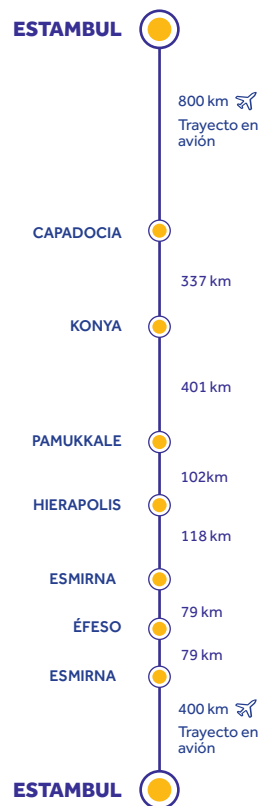 ESTAMBUL
800 km
Trayecto en
avión
CAPADOCIA
337 km
KONYA
401 km
PAMUKKALE
102km
HIERAPOLIS
118 km
ESMIRNA
79 km
ÉFESO
79 km
ESMIRNA
400 km
Trayecto en
avión
ESTAMBUL